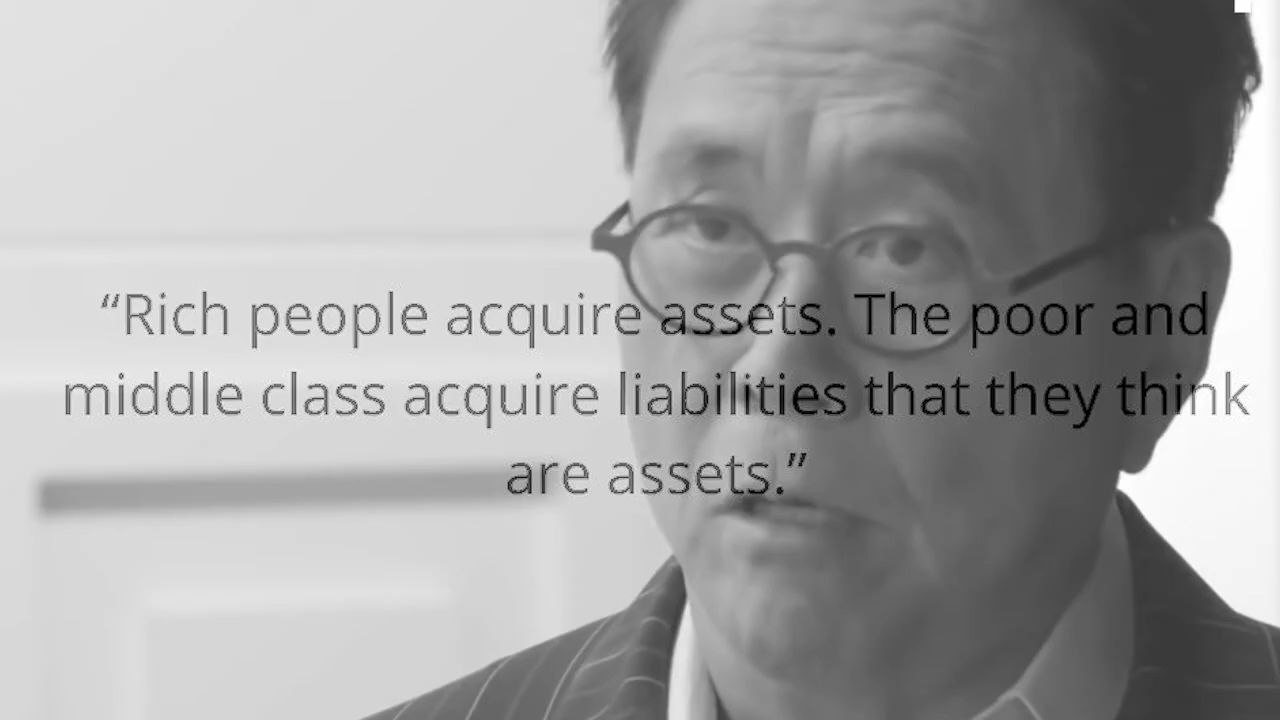 “Rich people acquire assets. The poor and
middle class acquire liabilities that they think
are assets.”